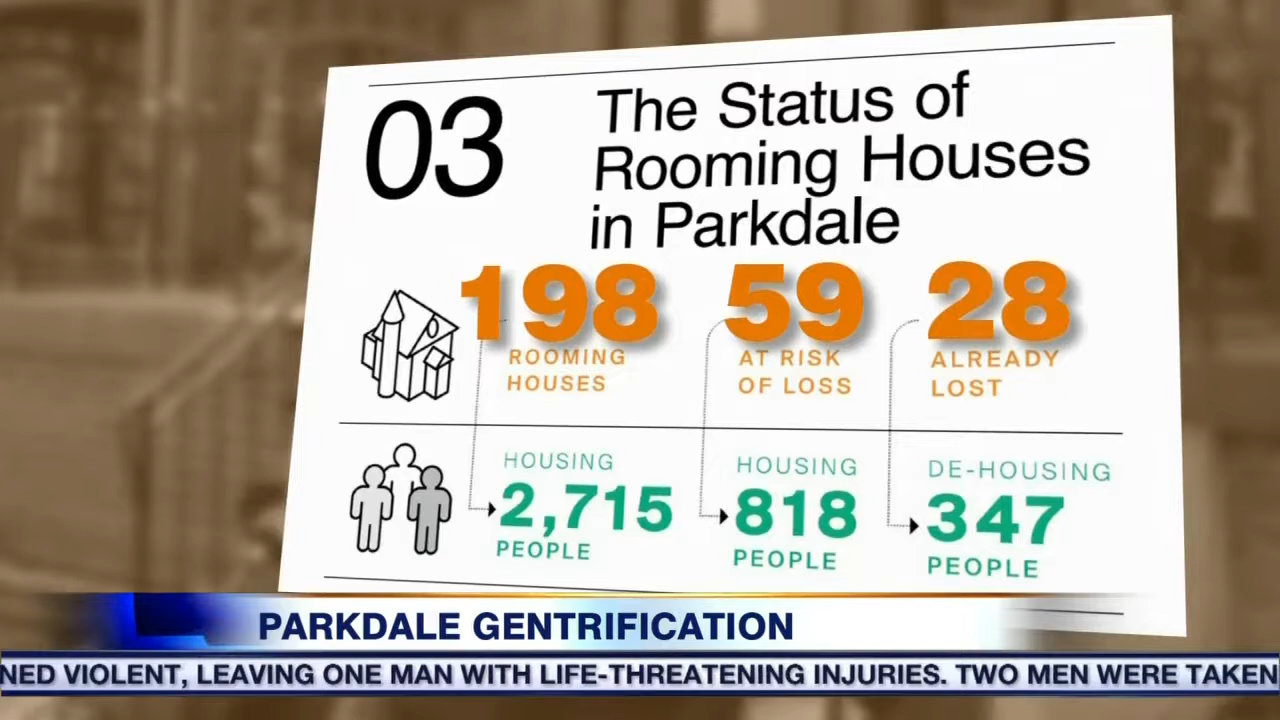 03
The Status of
Rooming Houses
in Parkdale
198
ROOMING
HOUSES
59
AT RISK
OF LOSS
28
ALREADY
LOST
HOUSING
2,715
PEOPLE
HOUSING
818
PEOPLE
DE-HOUSING
347
PEOPLE
PARKDALE GENTRIFICATION
NED VIOLENT, LEAVING ONE MAN WITH LIFE-THREATENING INJURIES. TWO MEN WERE TAKEN